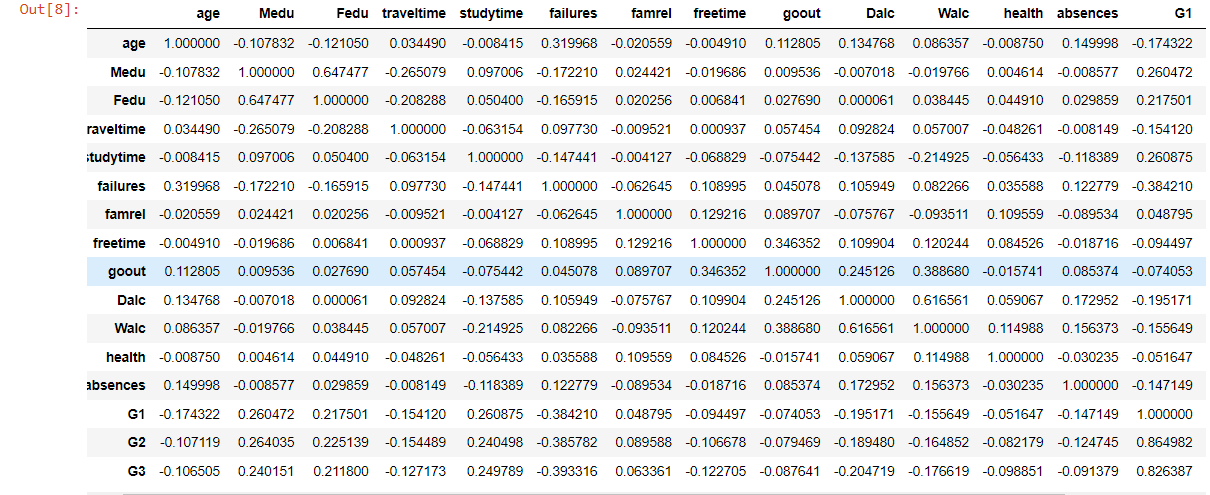 Out[8]:
age Medu Fedu traveltime studytime failures famrel freetime goout Dalc Walc health absences G1
age 1.000000 -0.107832 -0.121050 0.034490 -0.008415 0.319968 -0.020559 -0.004910 0.112805 0.134768 0.086357 -0.008750 0.149998 -0.174322
Medu -0.107832 1.000000 0.647477 -0.265079 0.097006 -0.172210 0.024421 -0.019686 0.009536 -0.007018 -0.019766 0.004614 -0.008577 0.260472
Fedu -0.121050 0.647477 1.000000 -0.208288 0.050400 -0.165915 0.020256 0.006841 0.027690 0.000061 0.038445 0.044910 0.029859 0.217501
raveltime 0.034490 -0.265079 -0.208288 1.000000 -0.063154 0.097730 -0.009521 0.000937 0.057454 0.092824 0.057007 -0.048261 -0.008149 -0.154120
studytime -0.008415 0.097006 0.050400 -0.063154 1.000000 -0.147441 -0.004127 -0.068829 -0.075442 -0.137585 -0.214925 -0.056433 -0.118389 0.260875
failures 0.319968 -0.172210 -0.165915 0.097730 -0.147441 1.000000 -0.062645 0.108995 0.045078 0.105949 0.082266 0.035588 0.122779 -0.384210
famrel -0.020559 0.024421 0.020256 -0.009521 -0.004127 -0.062645 1.000000 0.129216 0.089707 -0.075767 -0.093511 0.109559 -0.089534 0.048795
freetime -0.004910 -0.019686 0.006841 0.000937 -0.068829 0.108995 0.129216 1.000000 0.346352 0.109904 0.120244 0.084526 -0.018716 -0.094497
goout 0.112805 0.009536 0.027690 0.057454 -0.075442 0.045078 0.089707 0.346352 1.000000 0.245126 0.388680 -0.015741 0.085374 -0.074053
Dalc 0.134768 -0.007018 0.000061 0.092824 -0.137585 0.105949 -0.075767 0.109904 0.245126 1.000000 0.616561 0.059067 0.172952 -0.195171
Walc 0.086357 -0.019766 0.038445 0.057007 -0.214925 0.082266 -0.093511 0.120244 0.388680 0.616561 1.000000 0.114988 0.156373 -0.155649
health -0.008750 0.004614 0.044910 -0.048261 -0.056433 0.035588 0.109559 0.084526 -0.015741 0.059067 0.114988 1.000000 -0.030235 -0.051647
absences 0.149998 -0.008577 0.029859 -0.008149 -0.118389 0.122779 -0.089534 -0.018716 0.085374 0.172952 0.156373 -0.030235 1.000000 -0.147149
G1 -0.174322 0.260472 0.217501 -0.154120 0.260875 -0.384210 0.048795 -0.094497 -0.074053 -0.195171 -0.155649 -0.051647 -0.147149 1.000000
G2 -0.107119 0.264035 0.225139 -0.154489 0.240498 -0.385782 0.089588 -0.106678 -0.079469 -0.189480 -0.164852 -0.082179 -0.124745 0.864982
G3 -0.106505 0.240151 0.211800 -0.127173 0.249789 -0.393316 0.063361 -0.122705 -0.087641 -0.204719 -0.176619 -0.098851 -0.091379 0.826387